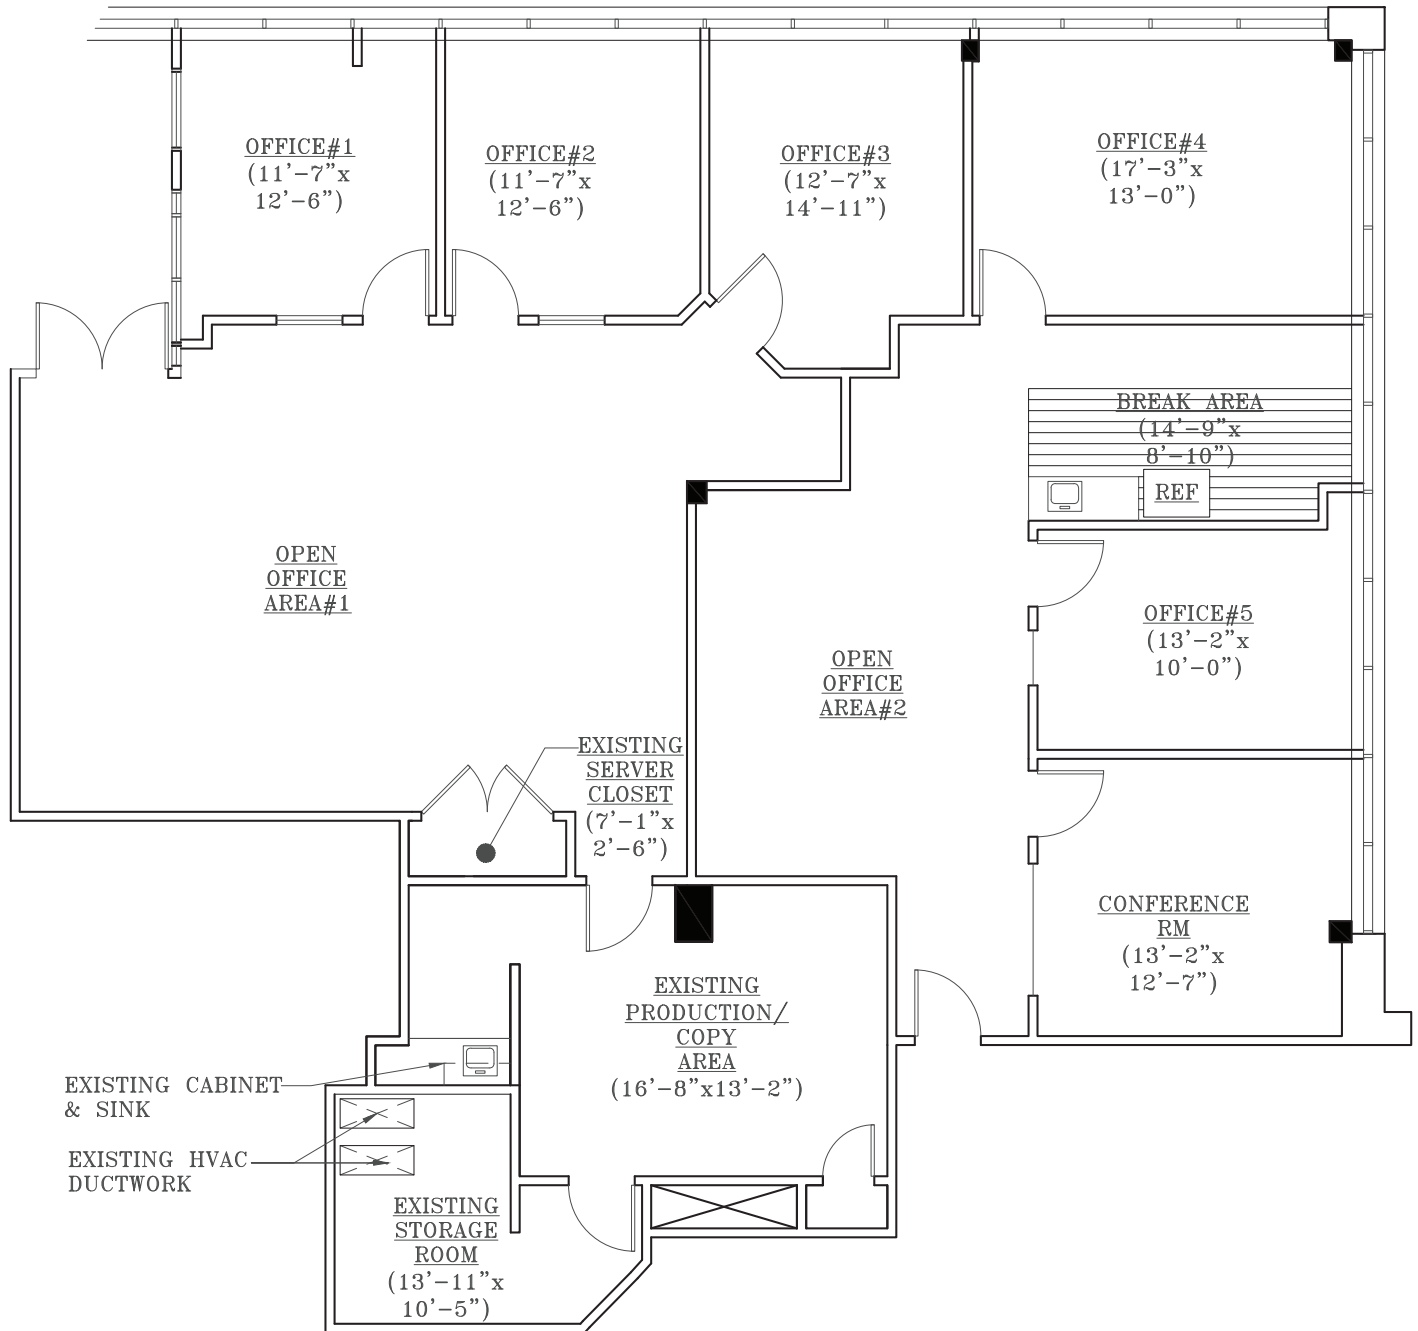 OFFICE#1
(11'-7"x
12'-6")
OFFICE#2
(11'-7"x
12'-6")
OFFICE#3
(12'-7"x
14'-11")
OFFICE#4
(17'-3"x
13'-0")
BREAK AREA
(14'-9"x
8'-10")
REF
OPEN
OFFICE
AREA#1
OFFICE#5
(13'-2"x
10'-0")
OPEN
OFFICE
AREA#2
EXISTING
SERVER
CLOSET
(7'-1"x
2'-6")
CONFERENCE
RM
(13'-2"x
12'-7")
EXISTING
PRODUCTION/
COPY
AREA
(16'-8"x13'-2")
EXISTING CABINET
& SINK
EXISTING HVAC
DUCTWORK
EXISTING
STORAGE
ROOM
(13'-11"x
10'-5")